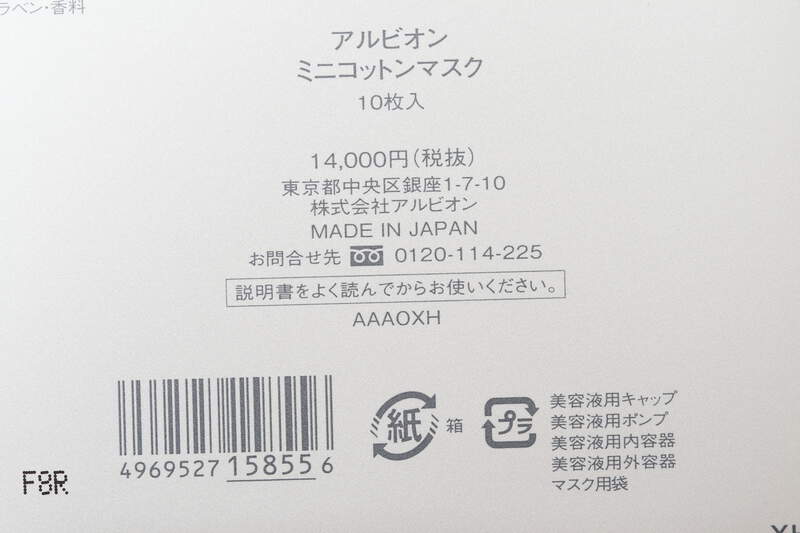 ラベン・香料
アルビオン
ミニコットンマスク
10枚入
14,000円(税抜)
東京都中央区銀座1-7-10
株式会社アルビオン
MADE IN JAPAN
お問合せ先 0120-114-225
説明書をよく読んでからお使いください。
AAAOXH
紙 箱
プラ
美容液用キャップ
美容液用ポンプ
美容液用内容器
美容液用外容器
マスク用袋
4969527158556
F8R